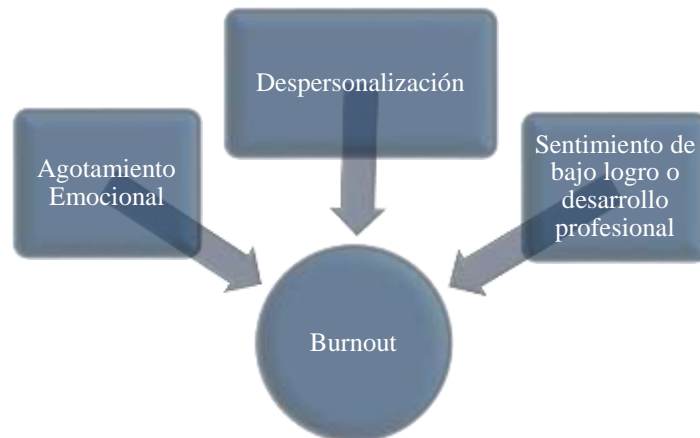 Despersonalización
Agotamiento
Emocional
Sentimiento de
bajo logro o
desarrollo
profesional
Burnout